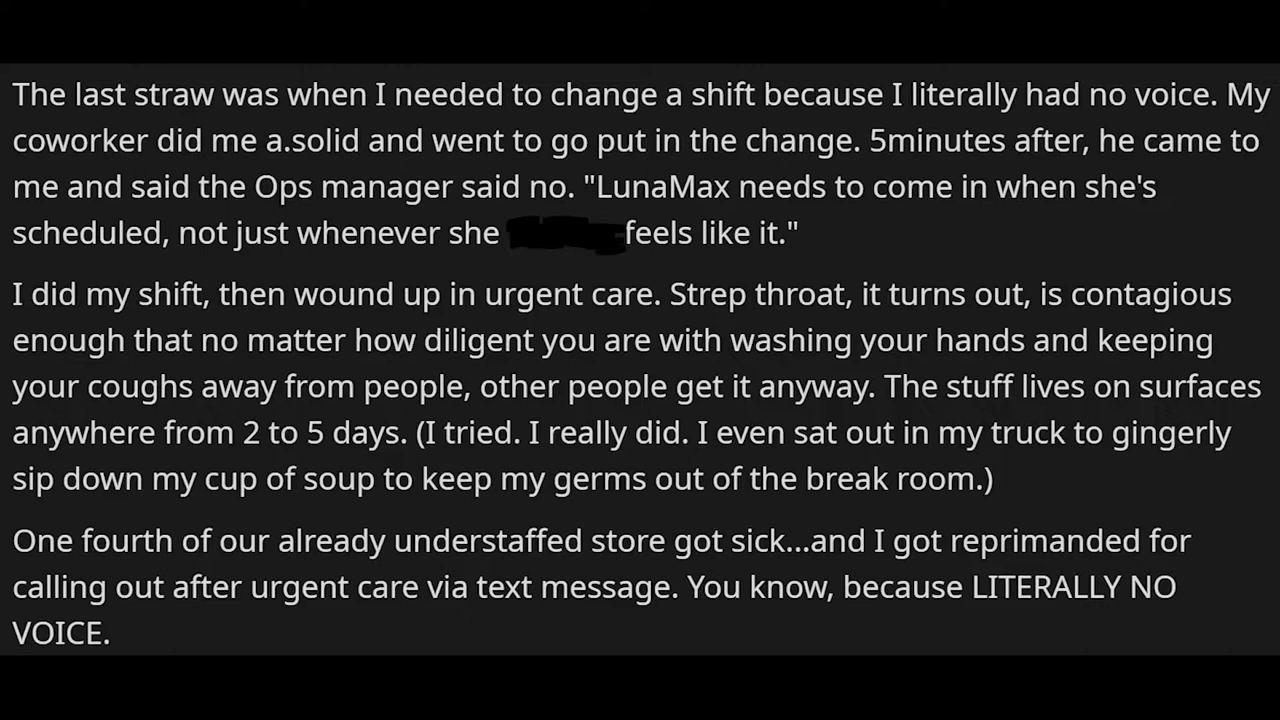 The last straw was when I needed to change a shift because I literally had no voice. My
coworker did me a.solid and went to go put in the change. 5minutes after, he came to
me and said the Ops manager said no. "LunaMax needs to come in when she's
scheduled, not just whenever she feels like it."
I did my shift, then wound up in urgent care. Strep throat, it turns out, is contagious
enough that no matter how diligent you are with washing your hands and keeping
your coughs away from people, other people get it anyway. The stuff lives on surfaces
anywhere from 2 to 5 days. (I tried. I really did. I even sat out in my truck to gingerly
sip down my cup of soup to keep my germs out of the break room.)
One fourth of our already understaffed store got sick...and I got reprimanded for
calling out after urgent care via text message. You know, because LITERALLY NO
VOICE.